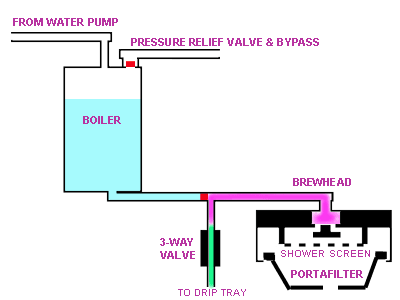 FROM WATER PUMP
PRESSURE RELIEF VALVE & BYPASS
BOILER
BREWHEAD
3-WAY
VALVE
SHOWER SCREEN
PORTAFILTER
TO DRIP TRAY